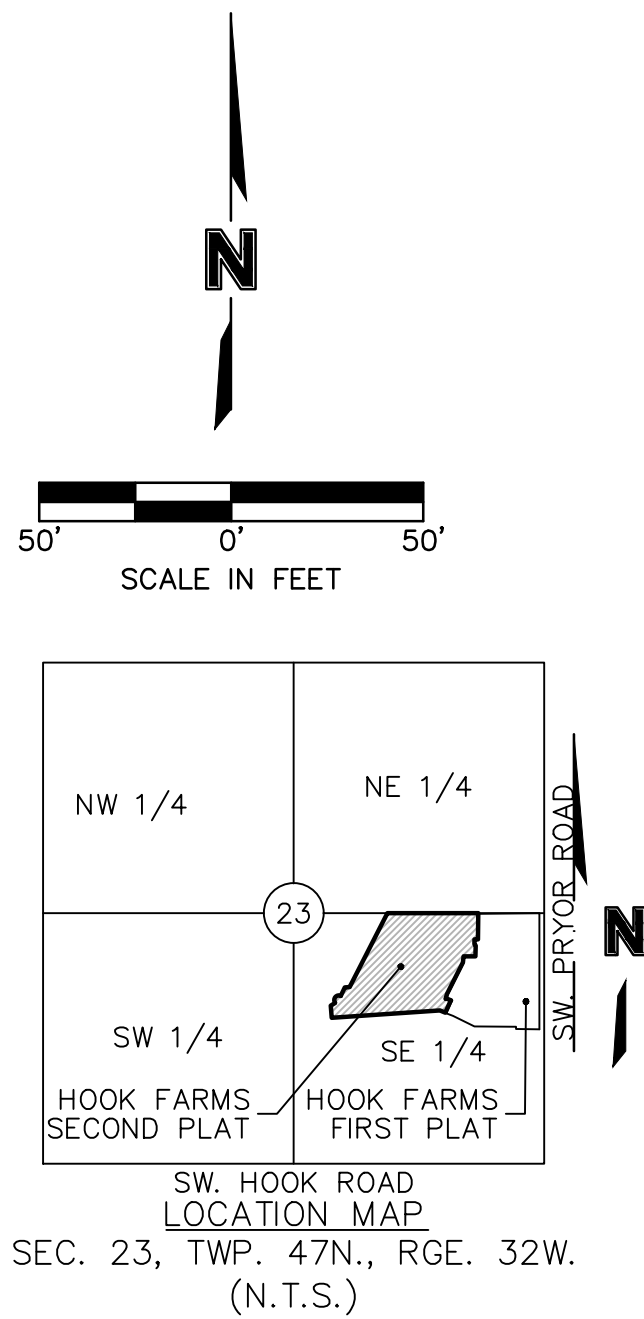 N
50' 0' 50'
SCALE IN FEET
NW 1/4
NE 1/4
SW. PRYOR ROAD
N
23
SW 1/4
SE 1/4
HOOK FARMS
SECOND PLAT
HOOK FARMS
FIRST PLAT
SW. HOOK ROAD
LOCATION MAP
SEC. 23, TWP. 47N., RGE. 32W.
(N.T.S.)